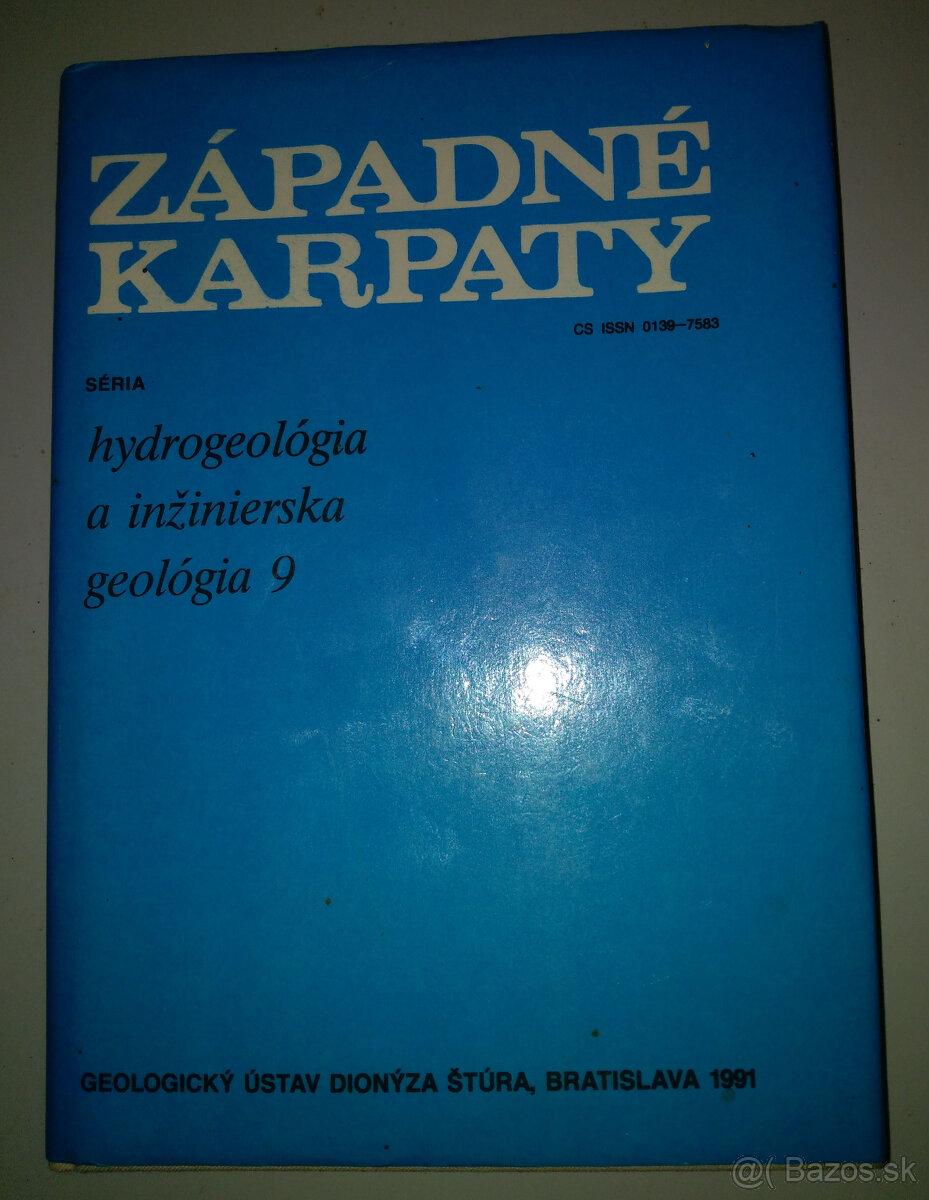 ZÁPADNÉ
KARPATY
CS ISSN 0139—7583
SÉRIA
hydrogeológia
a inžinierska
geológia 9
GEOLOGICKÝ ÚSTAV DIONÝZA ŠTÚRA, BRATISLAVA 1991
@( Bazos.sk